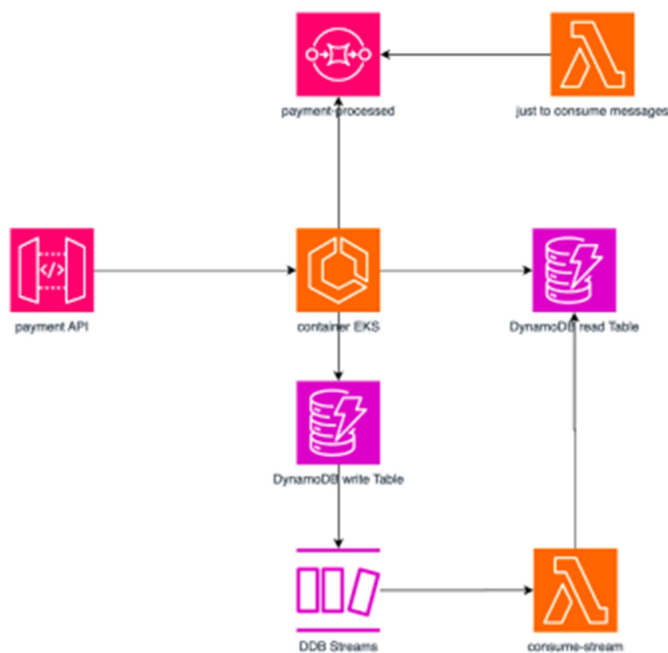 payment-processed
just to consume messages
payment API
container EKS
DynamoDB read Table
DynamoDB write Table
DDB Streams
consume-stream